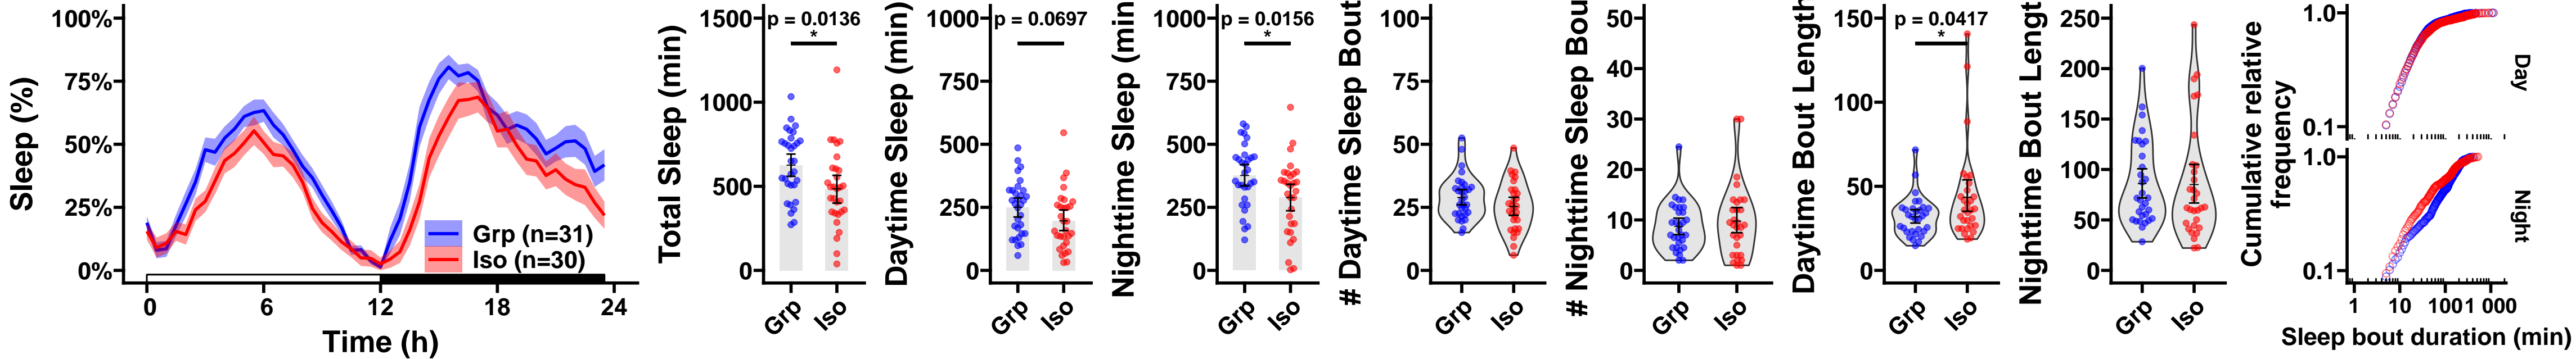 Sleep (%)
100%
75%
50%
25%
0%
Grp (n=31)
Iso (n=30)
0 6 12 18 24
Time (h)
Total Sleep (min)
1500
1000
500
0
p = 0.0136
*
Grp Iso
Daytime Sleep (min)
1000
750
500
250
0
p = 0.0697
Grp Iso
Nighttime Sleep (min
1000
750
500
250
0
p = 0.0156
*
Grp Iso
# Daytime Sleep Bout
100
75
50
25
0
Grp Iso
# Nighttime Sleep Bou
50
40
30
20
10
0
Grp Iso
Daytime Bout Length
150
100
50
0
p = 0.0417
*
Grp Iso
Nighttime Bout Lengt
250
200
150
100
50
0
Grp Iso
Cumulative relative
frequency
1.0
0.1
Day
1.0
0.1
Night
1 10 100 1 000
Sleep bout duration (min)